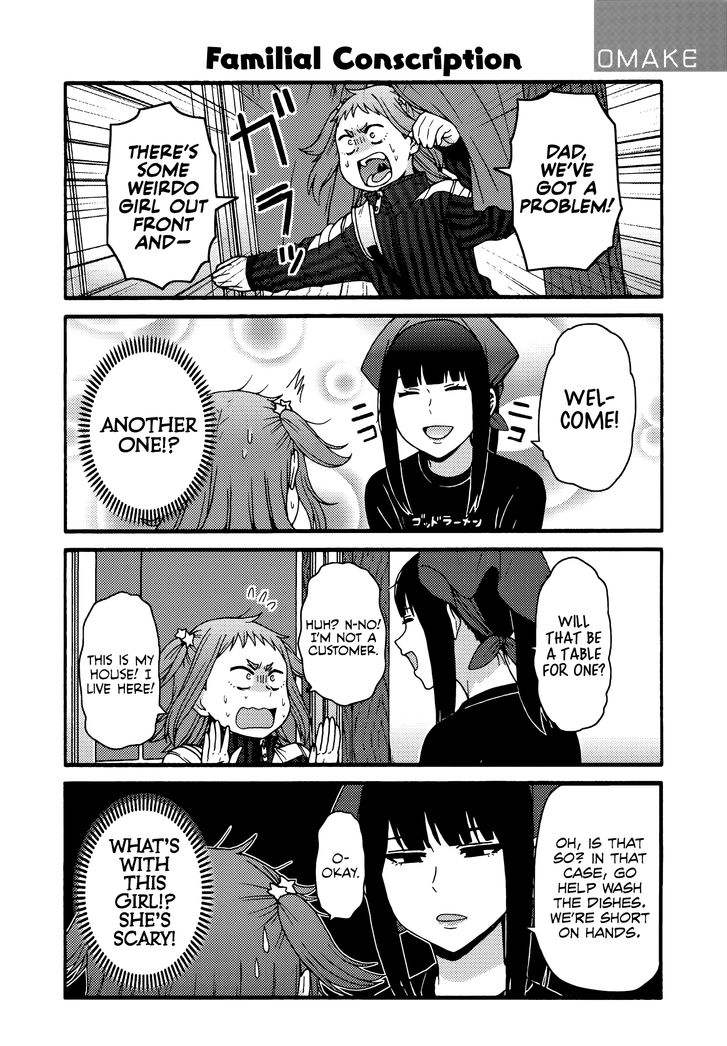 OMAKE
Familial Conscription
DAD,
WE'VE
GOT A
PROBLEM!
ガラッ
THERE'S
SOME
WEIRDO
GIRL OUT
FRONT
AND—
WEL-
COME!
ニコ
ニコ
ゴッドラーメン
ANOTHER
ONE!?
WILL
THAT BE
A TABLE
FOR ONE?
HUH? N-NO!
I'M NOT A
CUSTOMER.
THIS IS MY
HOUSE! I
LIVE HERE!
OH, IS THAT
SO? IN THAT
CASE, GO
HELP WASH
THE DISHES.
WE'RE SHORT
ON HANDS.
O-
OKAY.
WHAT'S
WITH
THIS
GIRL!?
SHE'S
SCARY!